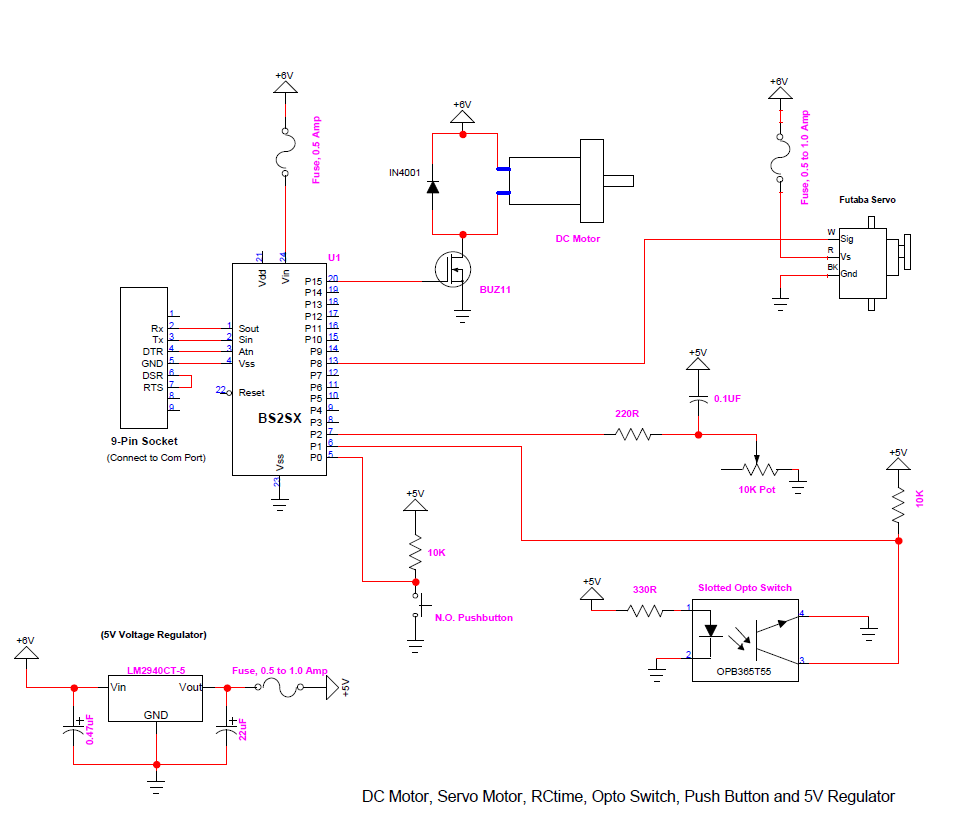 +6V
Fuse, 0.5 Amp
+6V
IN4001
DC Motor
BUZ11
+6V
Fuse, 0.5 to 1.0 Amp
Futaba Servo
W
Sig
R
Vs
BK
Gnd
U1
21
24
Vdd
Vin
P15 20
P14 19
P13 18
P12 17
P11 16
P10 15
P9 14
P8 13
P7 12
P6 11
P5 10
P4 9
P3 8
P2 7
P1 6
P0 5
1 Sout
2 Sin
3 Atn
4 Vss
22 Reset
BS2SX
Vss
23
1
Rx 2
Tx 3
DTR 4
GND 5
DSR 6
RTS 7
8
9
9-Pin Socket
(Connect to Com Port)
+5V
0.1UF
220R
10K Pot
+5V
10K
+5V
10K
N.O. Pushbutton
+5V
330R
Slotted Opto Switch
1
2
4
3
OPB365T55
(5V Voltage Regulator)
+6V
LM2940CT-5
Vin
Vout
GND
Fuse, 0.5 to 1.0 Amp
+5V
+
0.47uF
+
22uF
DC Motor, Servo Motor, RCtime, Opto Switch, Push Button and 5V Regulator